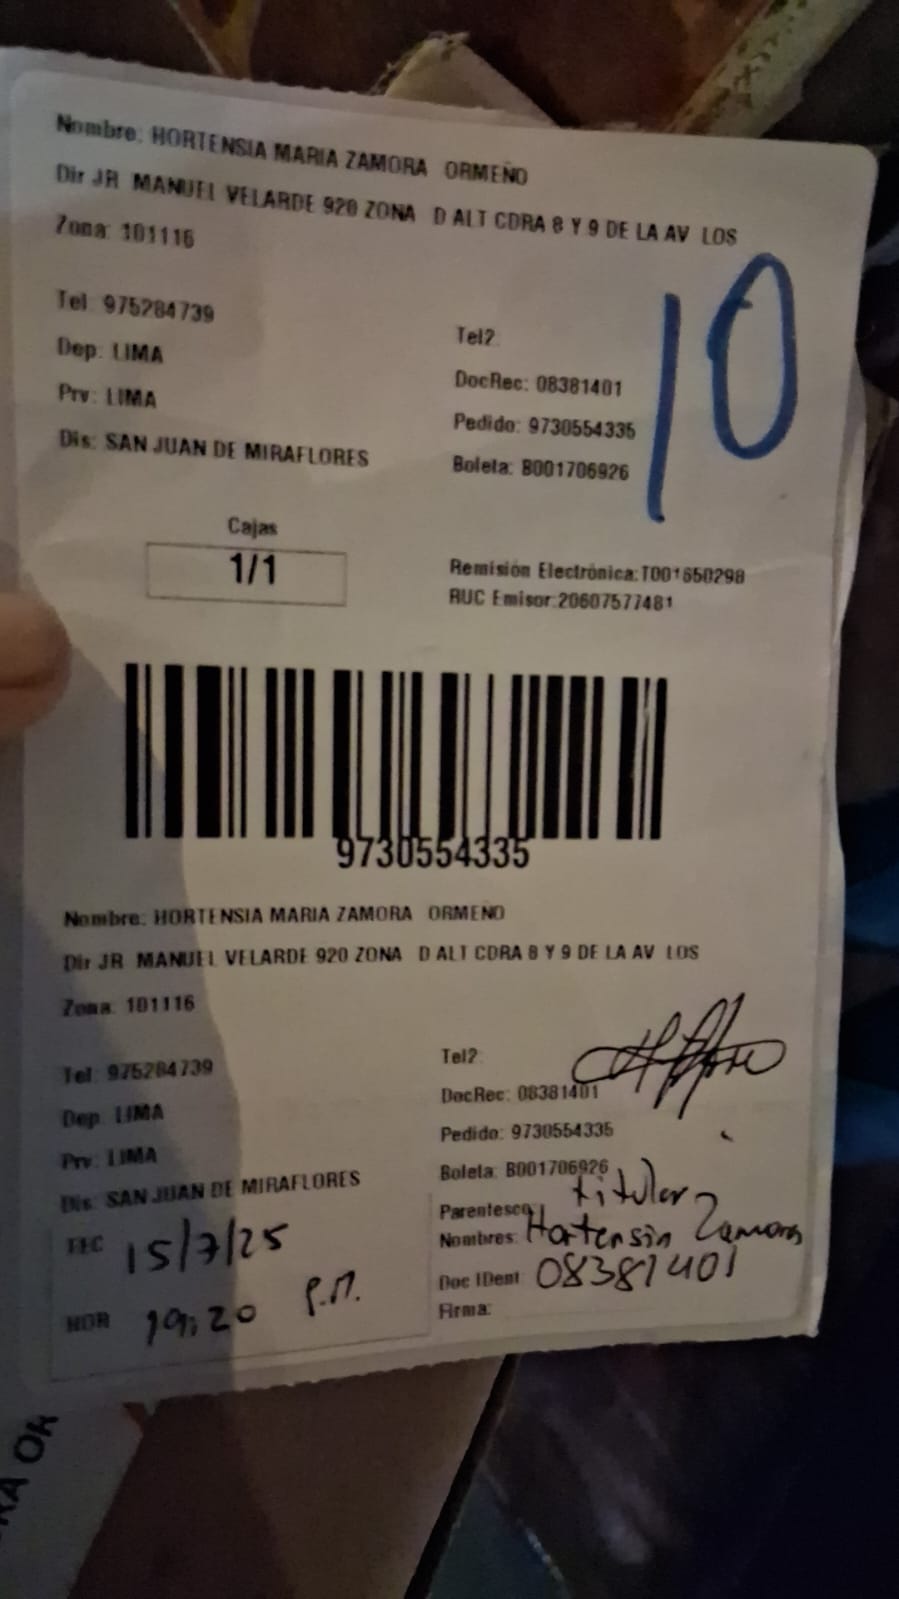 Nombre: HORTENSIA MARIA ZAMORA ORMEÑO
Dir JR MANUEL VELARDE 920 ZONA D ALT CDRA 8 Y 9 DE LA AV LOS
Zona: 101116
Tel: 975284739
Tel2:
Dep: LIMA
DocRec: 08381401
Prv: LIMA
Pedido: 9730554335
Dis: SAN JUAN DE MIRAFLORES
Boleta: B001706926
10
Cajas
1/1
Remisión Electrónica:T001650298
RUC Emisor:20607577481
9730554335
Nombre: HORTENSIA MARIA ZAMORA ORMEÑO
Dir JR MANUEL VELARDE 920 ZONA D ALT CDRA 8 Y 9 DE LA AV LOS
Zona: 101116
Tel: 975284739
Tel2:
Dep: LIMA
DocRec: 08381401
Prv: LIMA
Pedido: 9730554335
Dis: SAN JUAN DE MIRAFLORES
Boleta: B001706926
Parentesco: titular
FEC 15/7/25
Nombres: Hortensia Zamora
Doc IDent: 08381401
HOR 19:20 P.M.
Firma: